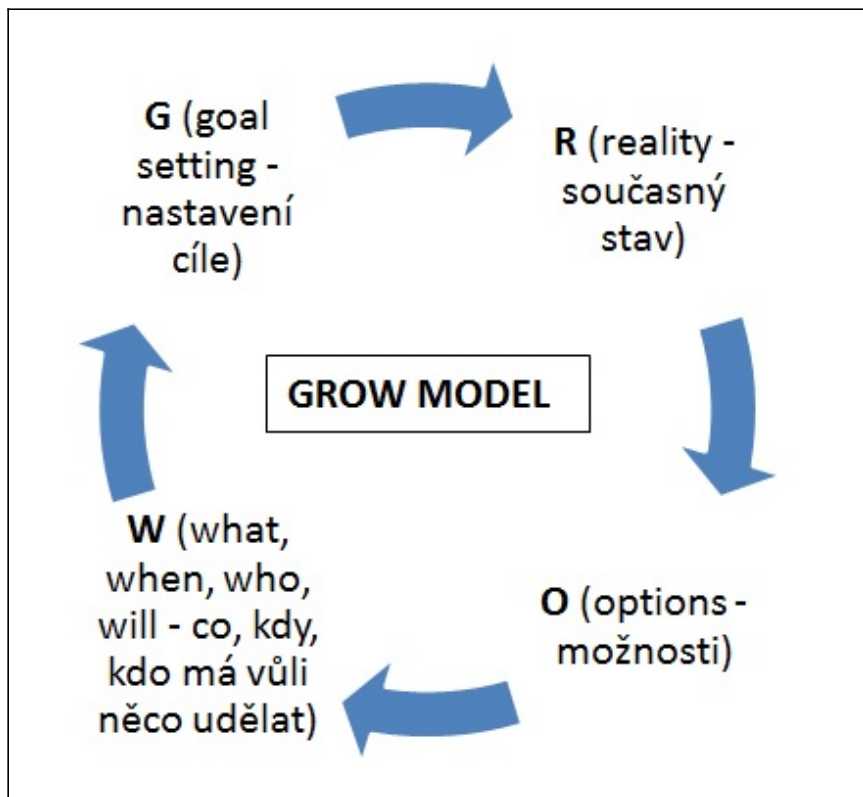 G (goal
setting -
nastavení
cíle)
R (reality -
současný
stav)
GROW MODEL
O (options -
možnosti)
W (what,
when, who,
will - co, kdy,
kdo má vůli
něco udělat)